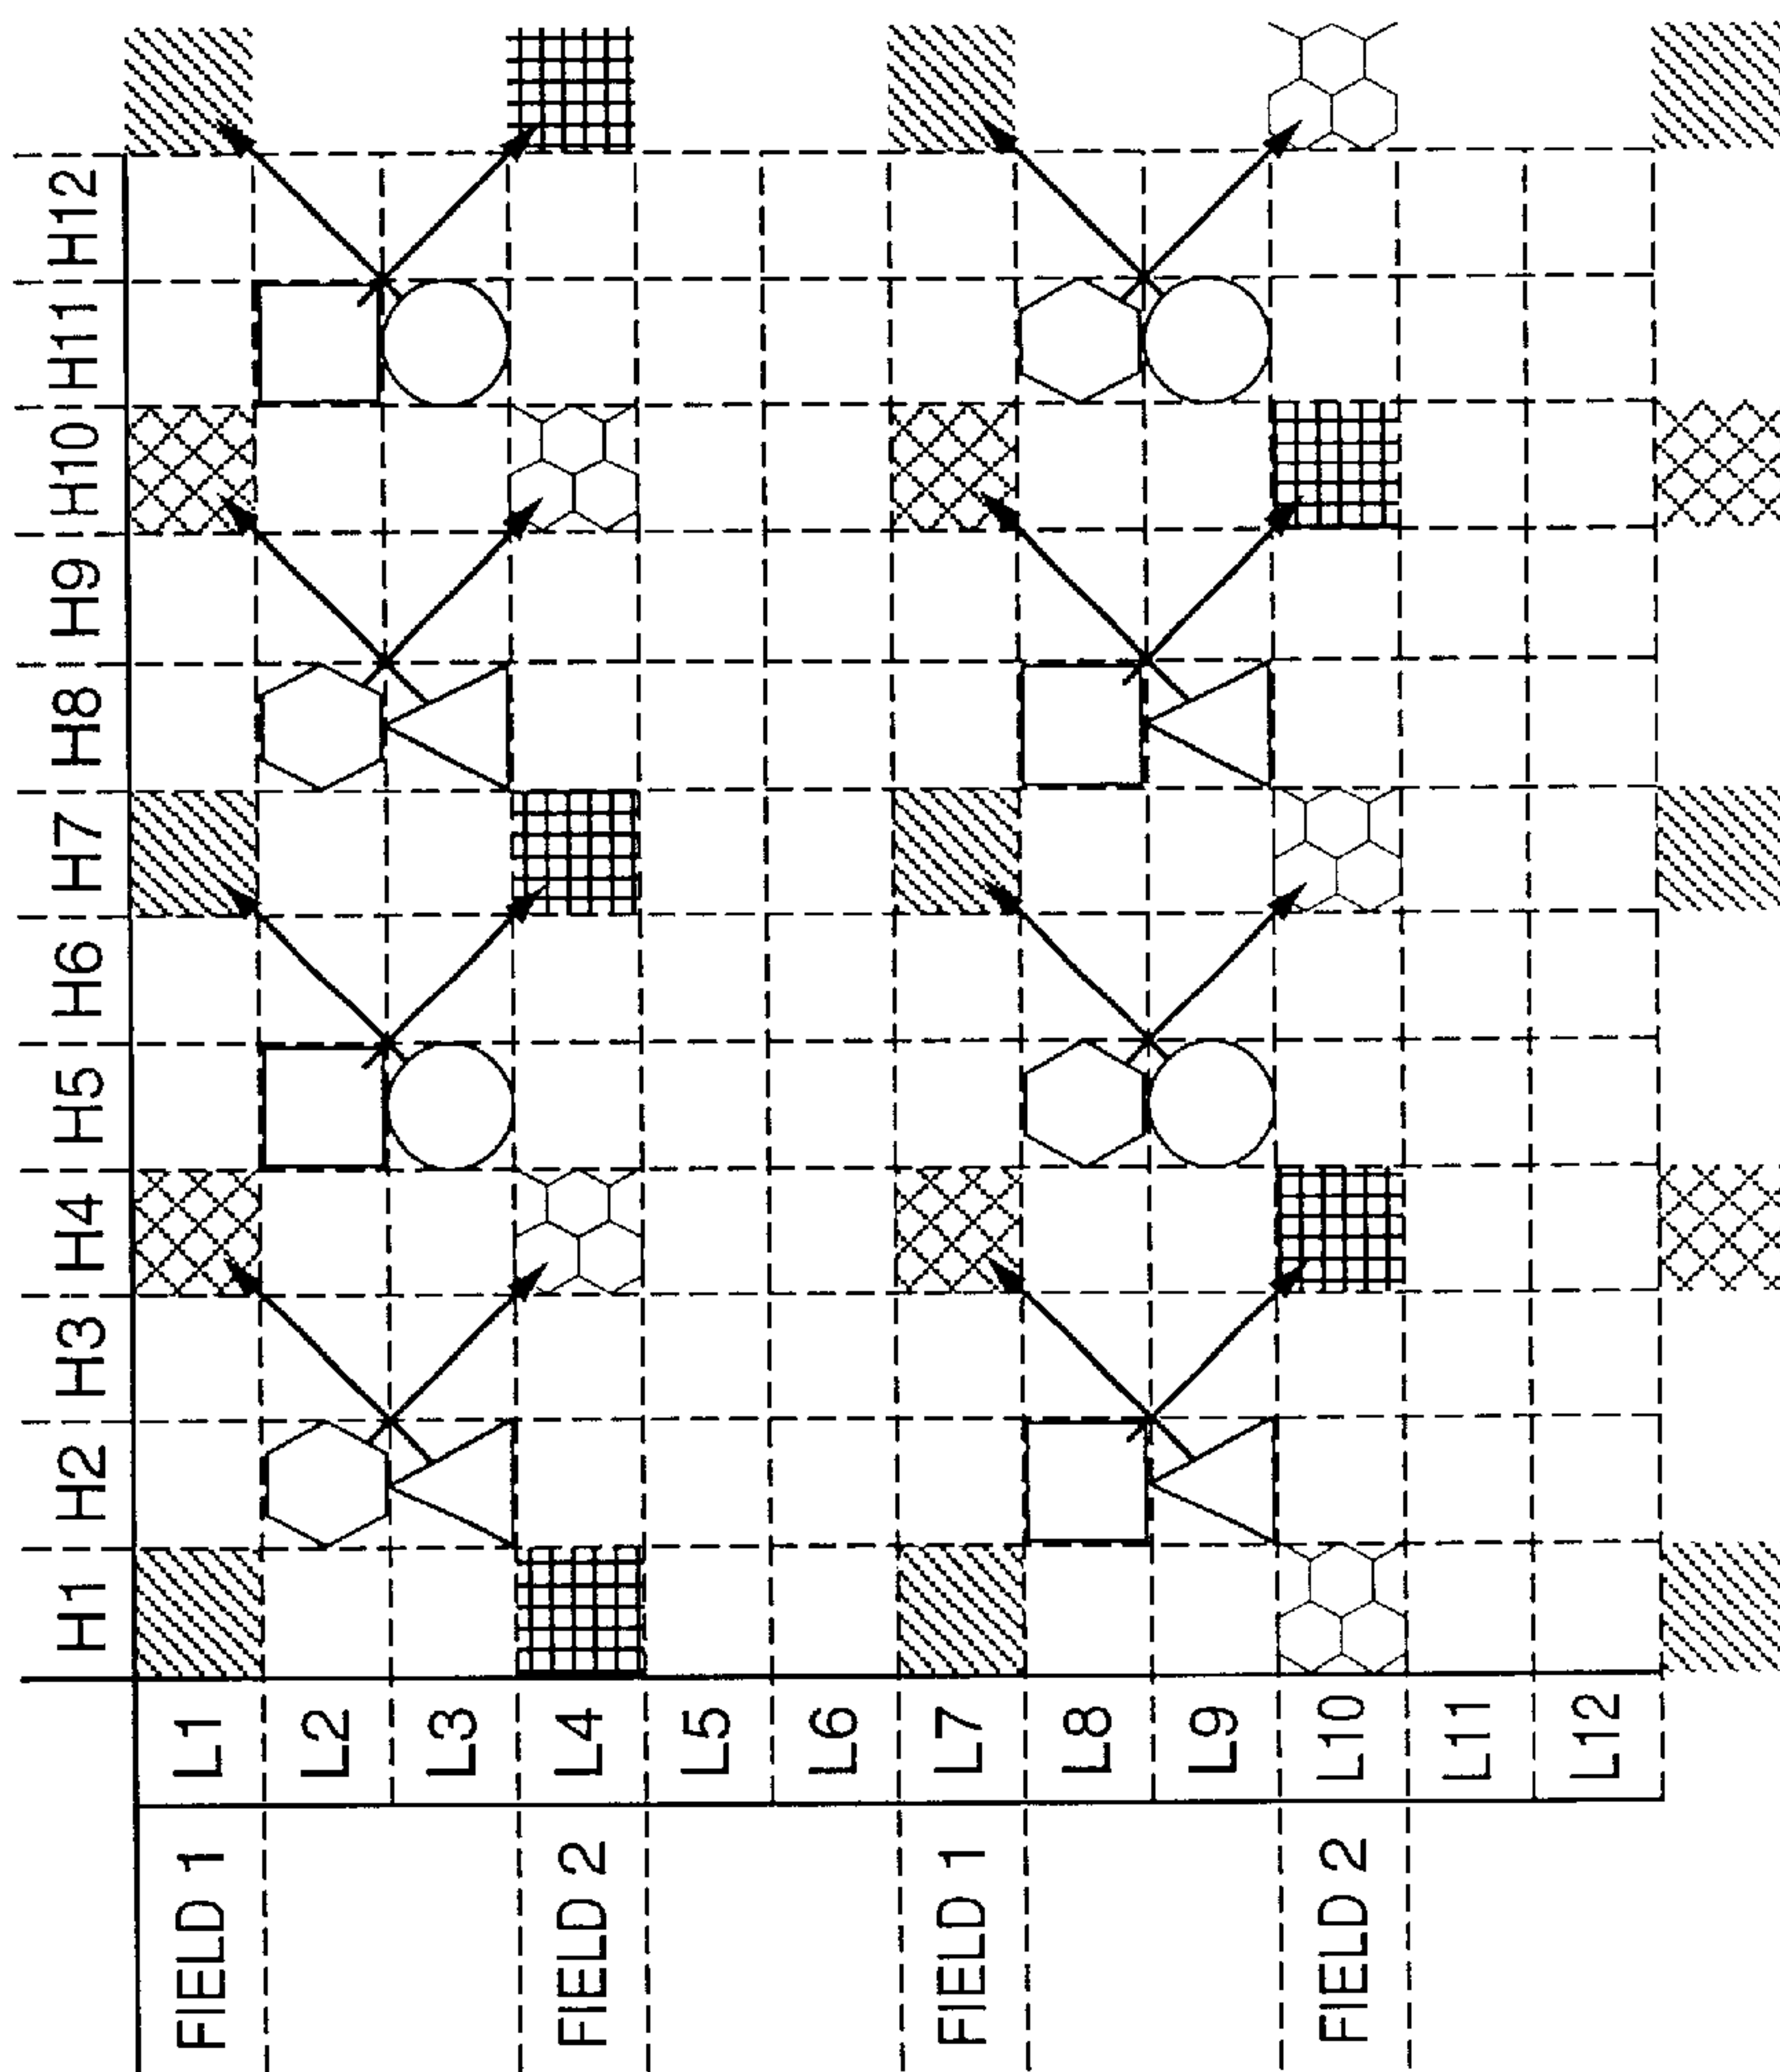 H1 H2 H3 H4 H5 H6 H7 H8 H9 H10 H11 H12
FIELD 1 L1
L2
L3
FIELD 2 L4
L5
L6
FIELD 1 L7
L8
L9
FIELD 2 L10
L11
L12